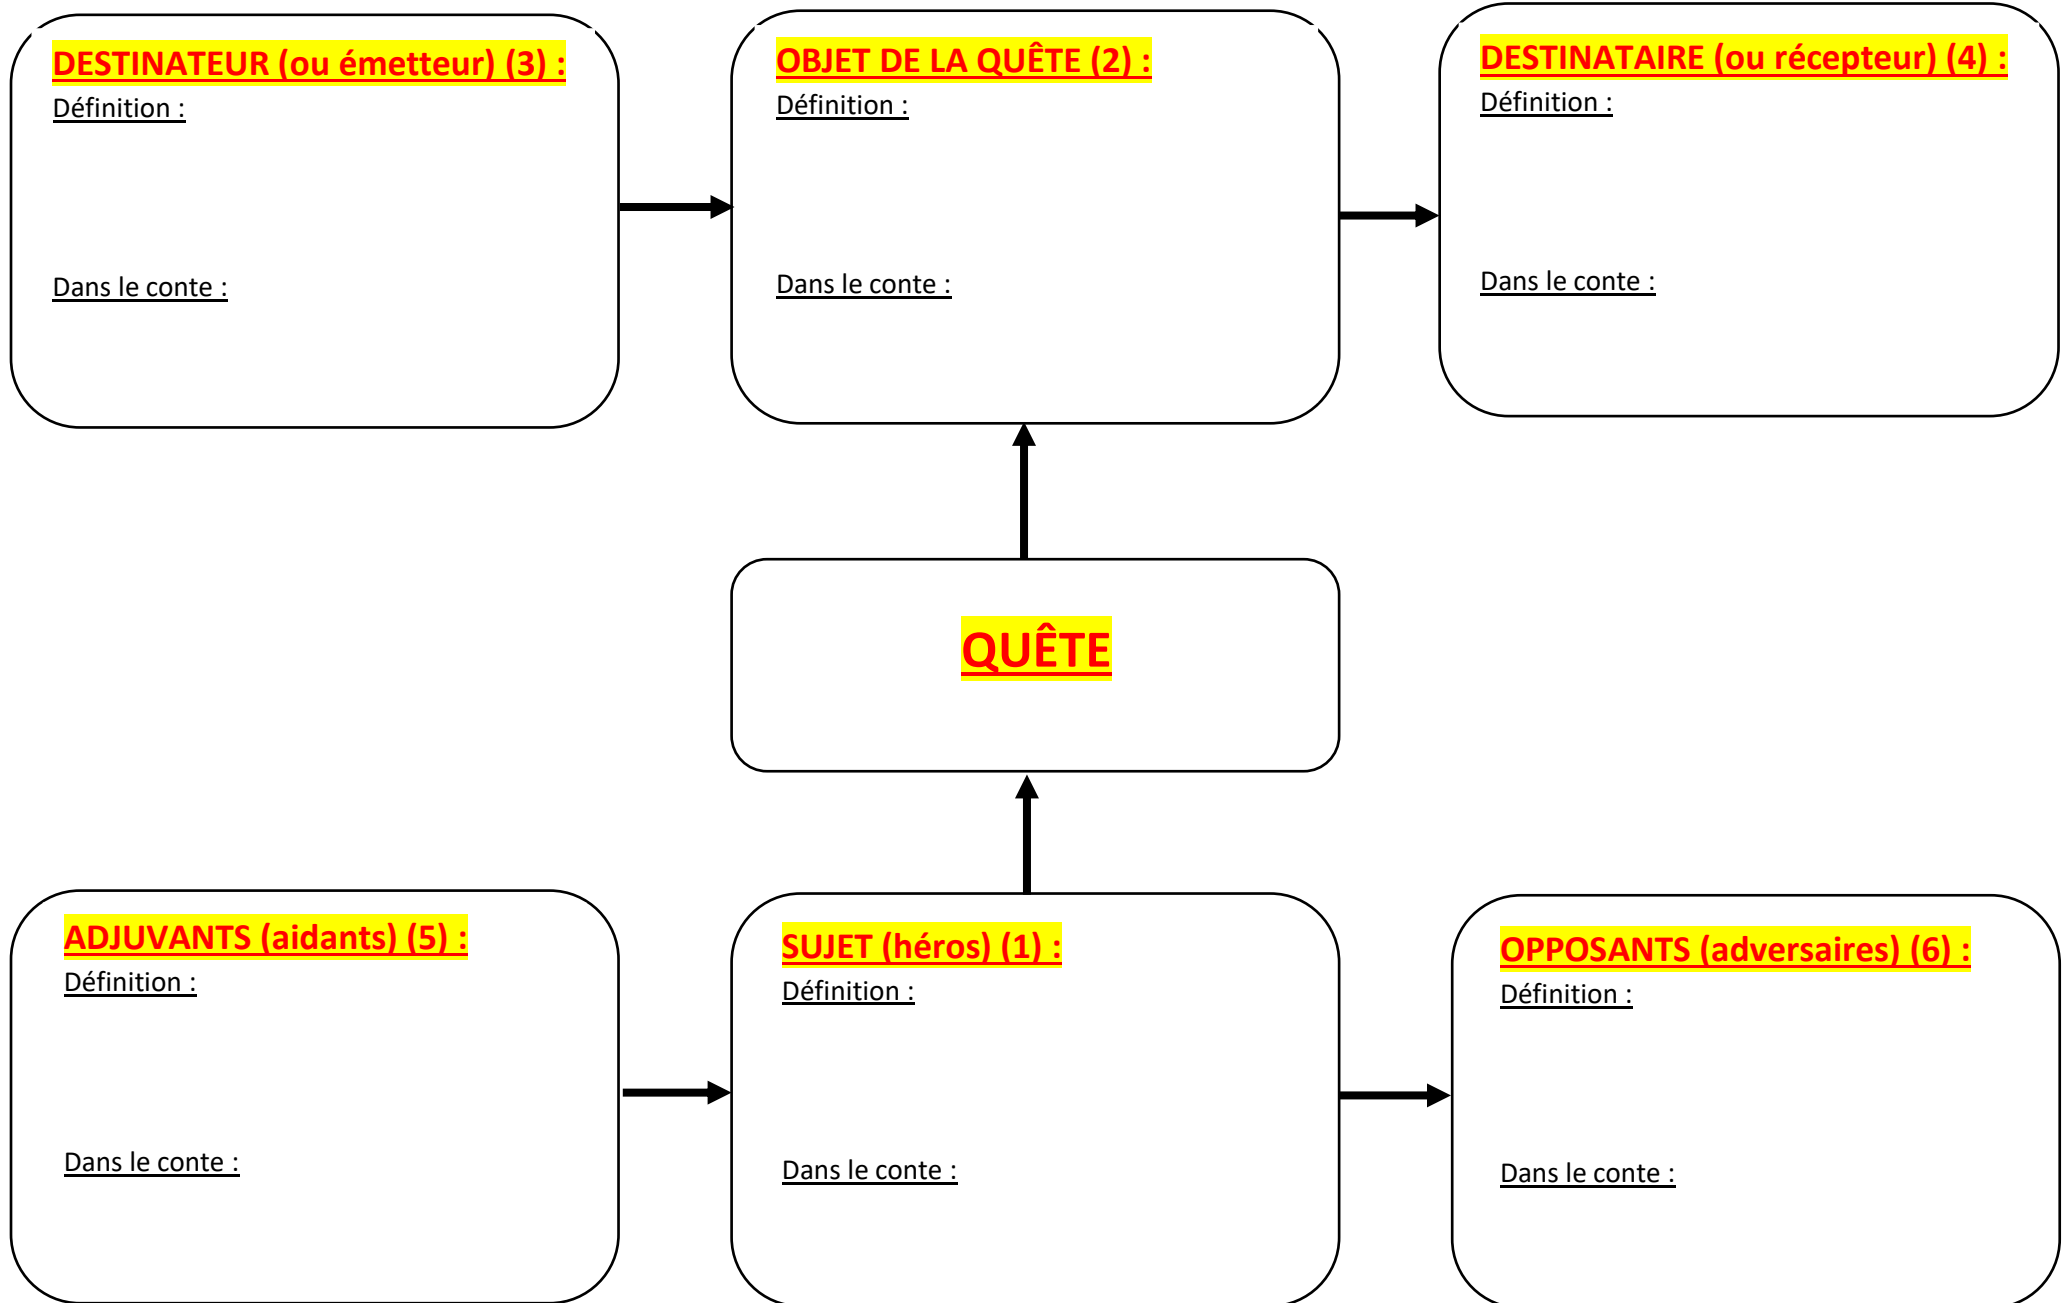 DESTINATEUR (ou émetteur) (3) :
Définition :
Dans le conte :
OBJET DE LA QUÊTE (2) :
Définition :
Dans le conte :
DESTINATAIRE (ou récepteur) (4) :
Définition :
Dans le conte :
QUÊTE
ADJUVANTS (aidants) (5) :
Définition :
Dans le conte :
SUJET (héros) (1) :
Définition :
Dans le conte :
OPPOSANTS (adversaires) (6) :
Définition :
Dans le conte :